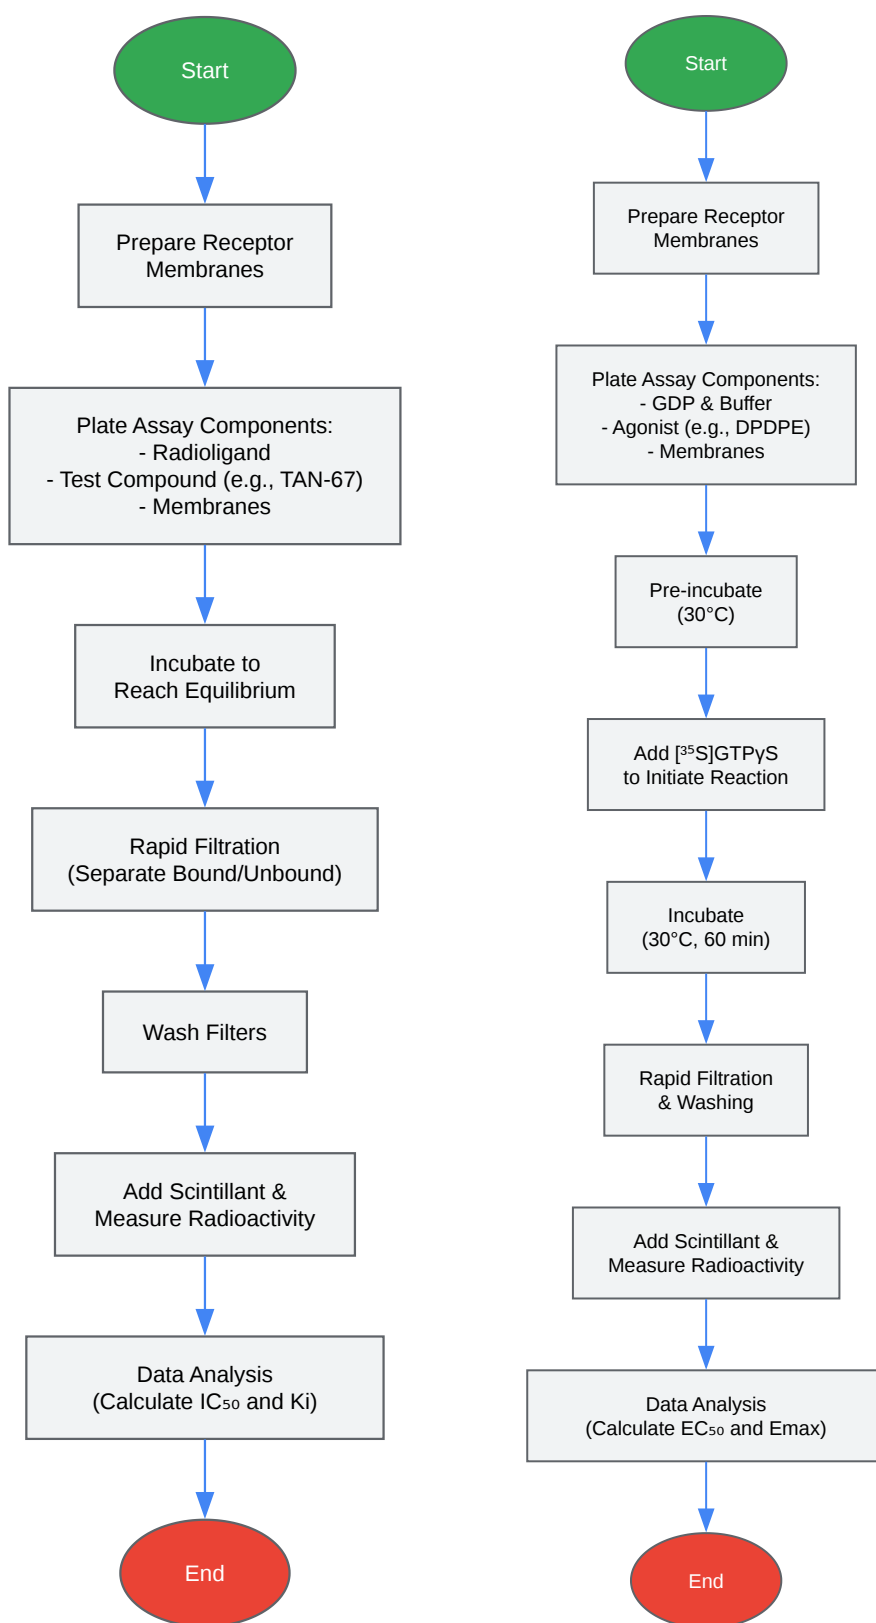 Start
Prepare Receptor
Membranes
Plate Assay Components:
- Radioligand
- Test Compound (e.g., TAN-67)
- Membranes
Incubate to
Reach Equilibrium
Rapid Filtration
(Separate Bound/Unbound)
Wash Filters
Add Scintillant &
Measure Radioactivity
Data Analysis
(Calculate IC₅₀ and Ki)
End
Start
Prepare Receptor
Membranes
Plate Assay Components:
- GDP & Buffer
- Agonist (e.g., DPDPE)
- Membranes
Pre-incubate
(30°C)
Add [³⁵S]GTPγS
to Initiate Reaction
Incubate
(30°C, 60 min)
Rapid Filtration
& Washing
Add Scintillant &
Measure Radioactivity
Data Analysis
(Calculate EC₅₀ and Emax)
End